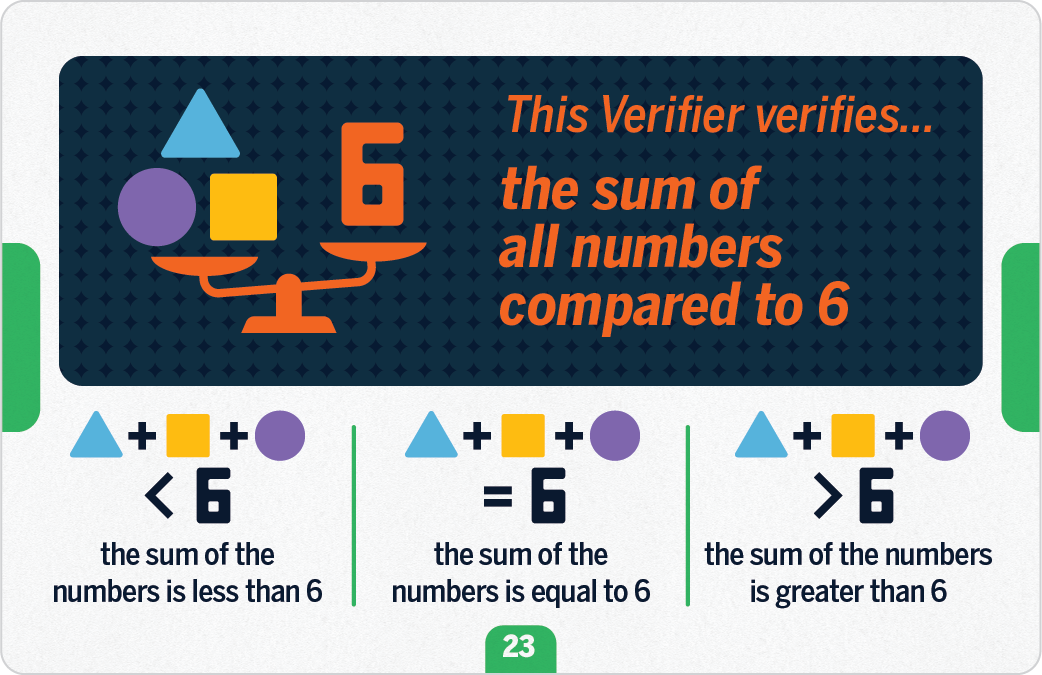 6
This Verifier verifies...
the sum of
all numbers
compared to 6
+ +
< 6
the sum of the
numbers is less than 6
+ +
= 6
the sum of the
numbers is equal to 6
+ +
> 6
the sum of the numbers
is greater than 6
23